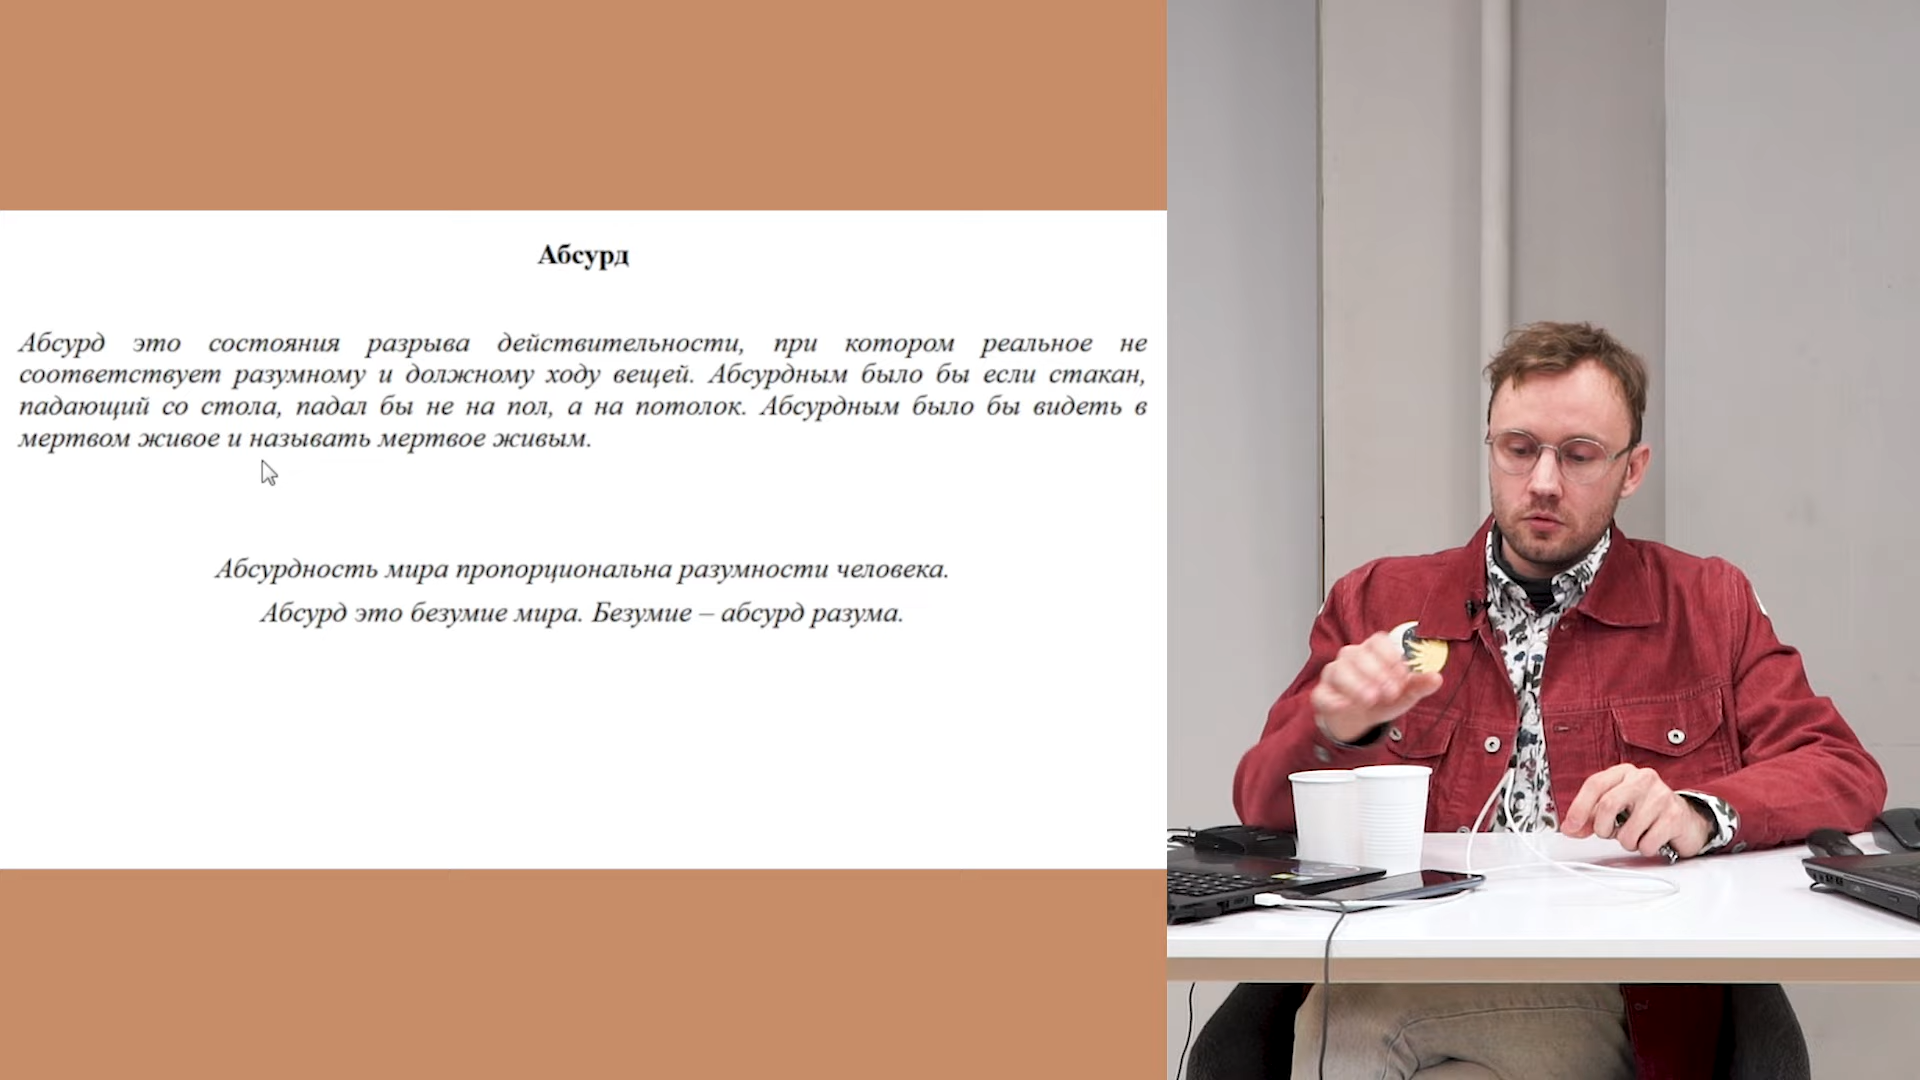 Абсурд
Абсурд это состояния разрыва действительности, при котором реальное не
соответствует разумному и должному ходу вещей. Абсурдным было бы если стакан,
падающий со стола, падал бы не на пол, а на потолок. Абсурдным было бы видеть в
мертвом живое и называть мертвое живым.
Абсурдность мира пропорциональна разумности человека.
Абсурд это безумие мира. Безумие – абсурд разума.